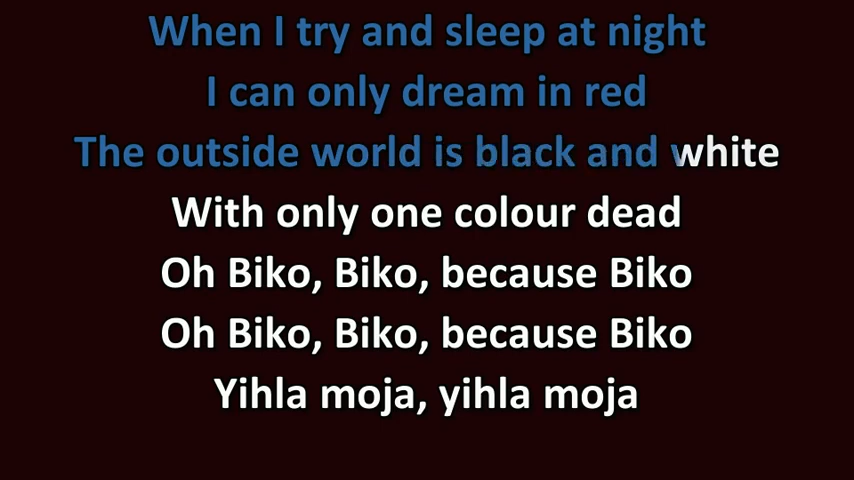 When I try and sleep at night
I can only dream in red
The outside world is black and white
With only one colour dead
Oh Biko, Biko, because Biko
Oh Biko, Biko, because Biko
Yihla moja, yihla moja